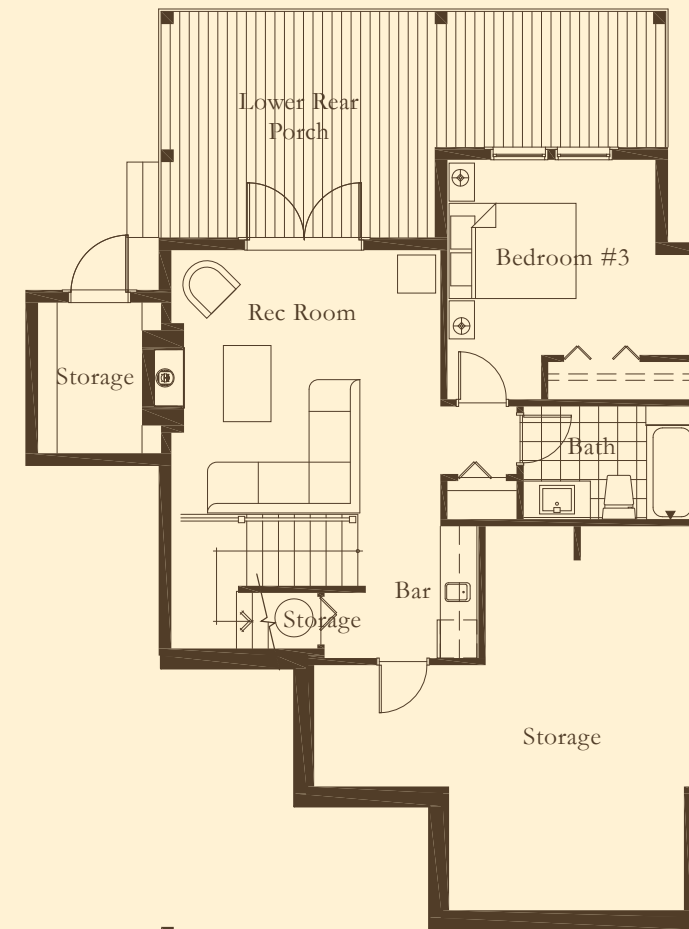 Lower Rear
Porch
Bedroom #3
Rec Room
Storage
Bath
Bar
Storage
Storage